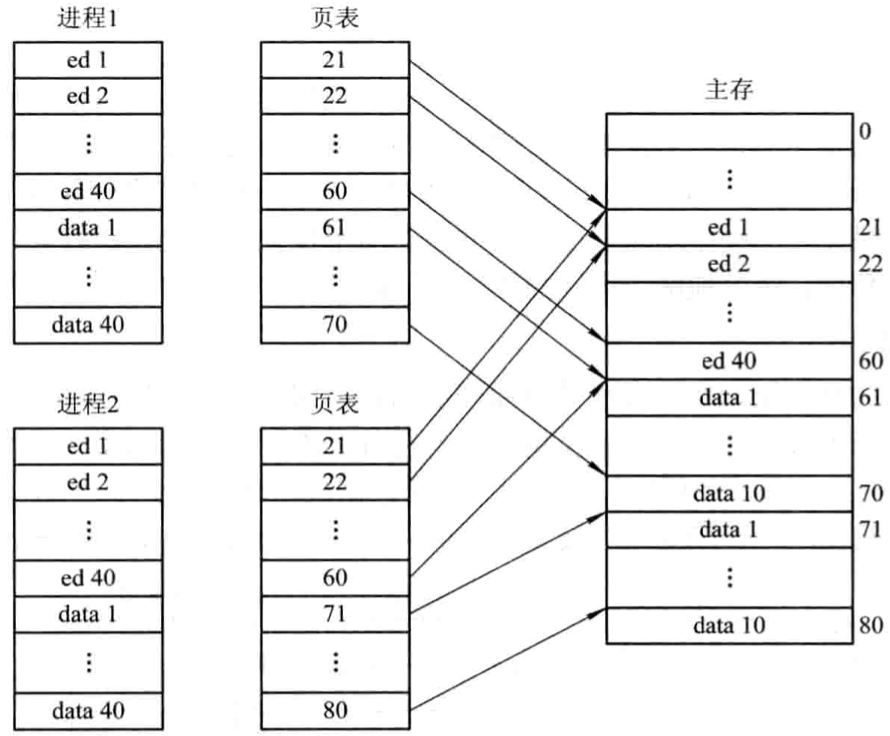 进程1
ed 1
ed 2
⋮
ed 40
data 1
⋮
data 40
页表
21
22
⋮
60
61
⋮
70
进程2
ed 1
ed 2
⋮
ed 40
data 1
⋮
data 40
页表
21
22
⋮
60
71
⋮
80
主存
0
⋮
ed 1 21
ed 2 22
⋮
ed 40 60
data 1 61
⋮
data 10 70
data 1 71
⋮
data 10 80